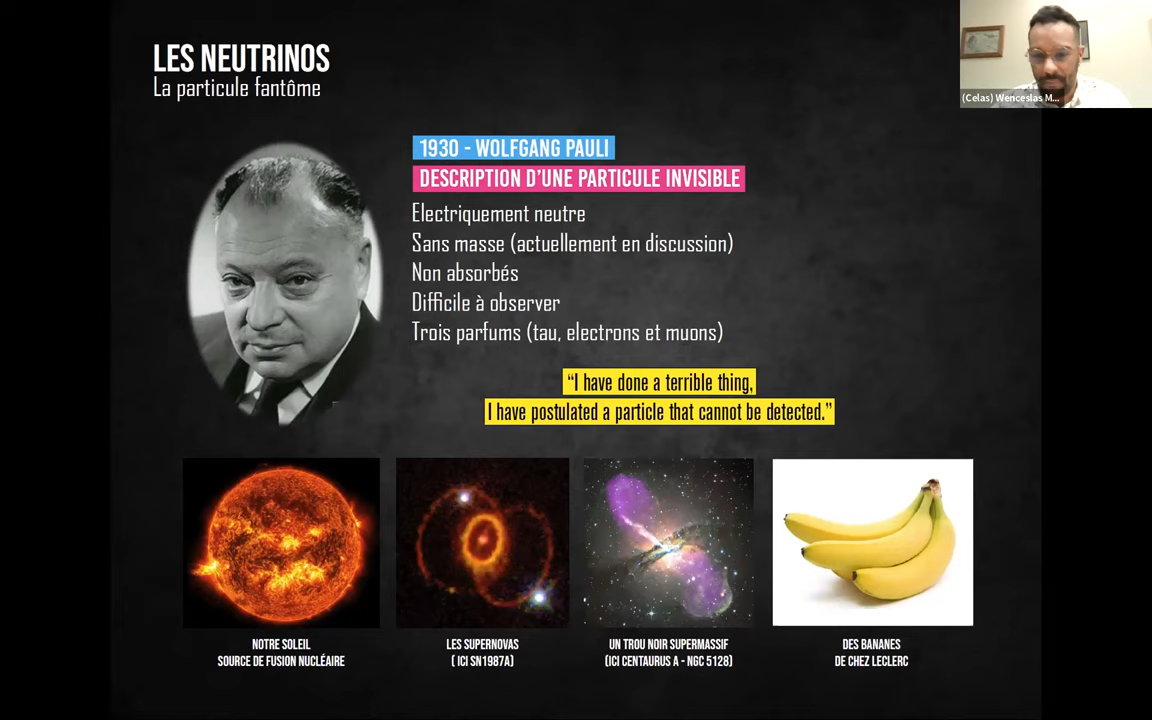 LES NEUTRINOS
La particule fantôme
(Celas) Wenceslas M...
1930 - WOLFGANG PAULI
DESCRIPTION D'UNE PARTICULE INVISIBLE
Electriquement neutre
Sans masse (actuellement en discussion)
Non absorbés
Difficile à observer
Trois parfums (tau, electrons et muons)
“I have done a terrible thing,
I have postulated a particle that cannot be detected.”
NOTRE SOLEIL
SOURCE DE FUSION NUCLÉAIRE
LES SUPERNOVAS
( ICI SN1987A)
UN TROU NOIR SUPERMASSIF
(ICI CENTAURUS A - NGC 5128)
DES BANANES
DE CHEZ LECLERC